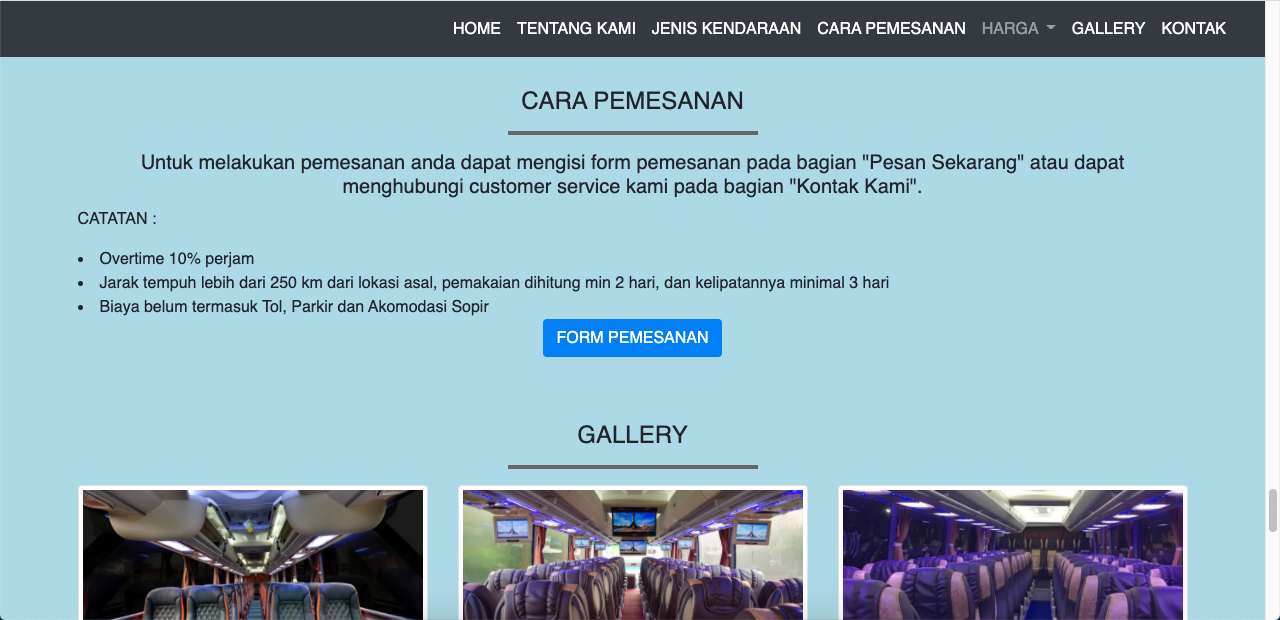 HOME TENTANG KAMI JENIS KENDARAAN CARA PEMESANAN HARGA GALLERY KONTAK
CARA PEMESANAN
Untuk melakukan pemesanan anda dapat mengisi form pemesanan pada bagian "Pesan Sekarang" atau dapat
menghubungi customer service kami pada bagian "Kontak Kami".
CATATAN :
• Overtime 10% perjam
• Jarak tempuh lebih dari 250 km dari lokasi asal, pemakaian dihitung min 2 hari, dan kelipatannya minimal 3 hari
• Biaya belum termasuk Tol, Parkir dan Akomodasi Sopir
FORM PEMESANAN
GALLERY